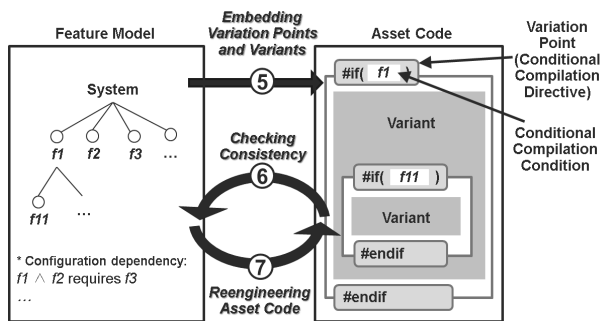 Embedding
Variation Points
and Variants
Feature Model
Asset Code
Variation
Point
(Conditional
Compilation
Directive)
5
#if( f1 )
System
Variant
Conditional
Compilation
Condition
f1 f2 f3 ...
Checking
Consistency
6
#if( f11 )
f11 ...
Variant
* Configuration dependency:
f1 ∧ f2 requires f3
...
7
#endif
Reengineering
Asset Code
#endif